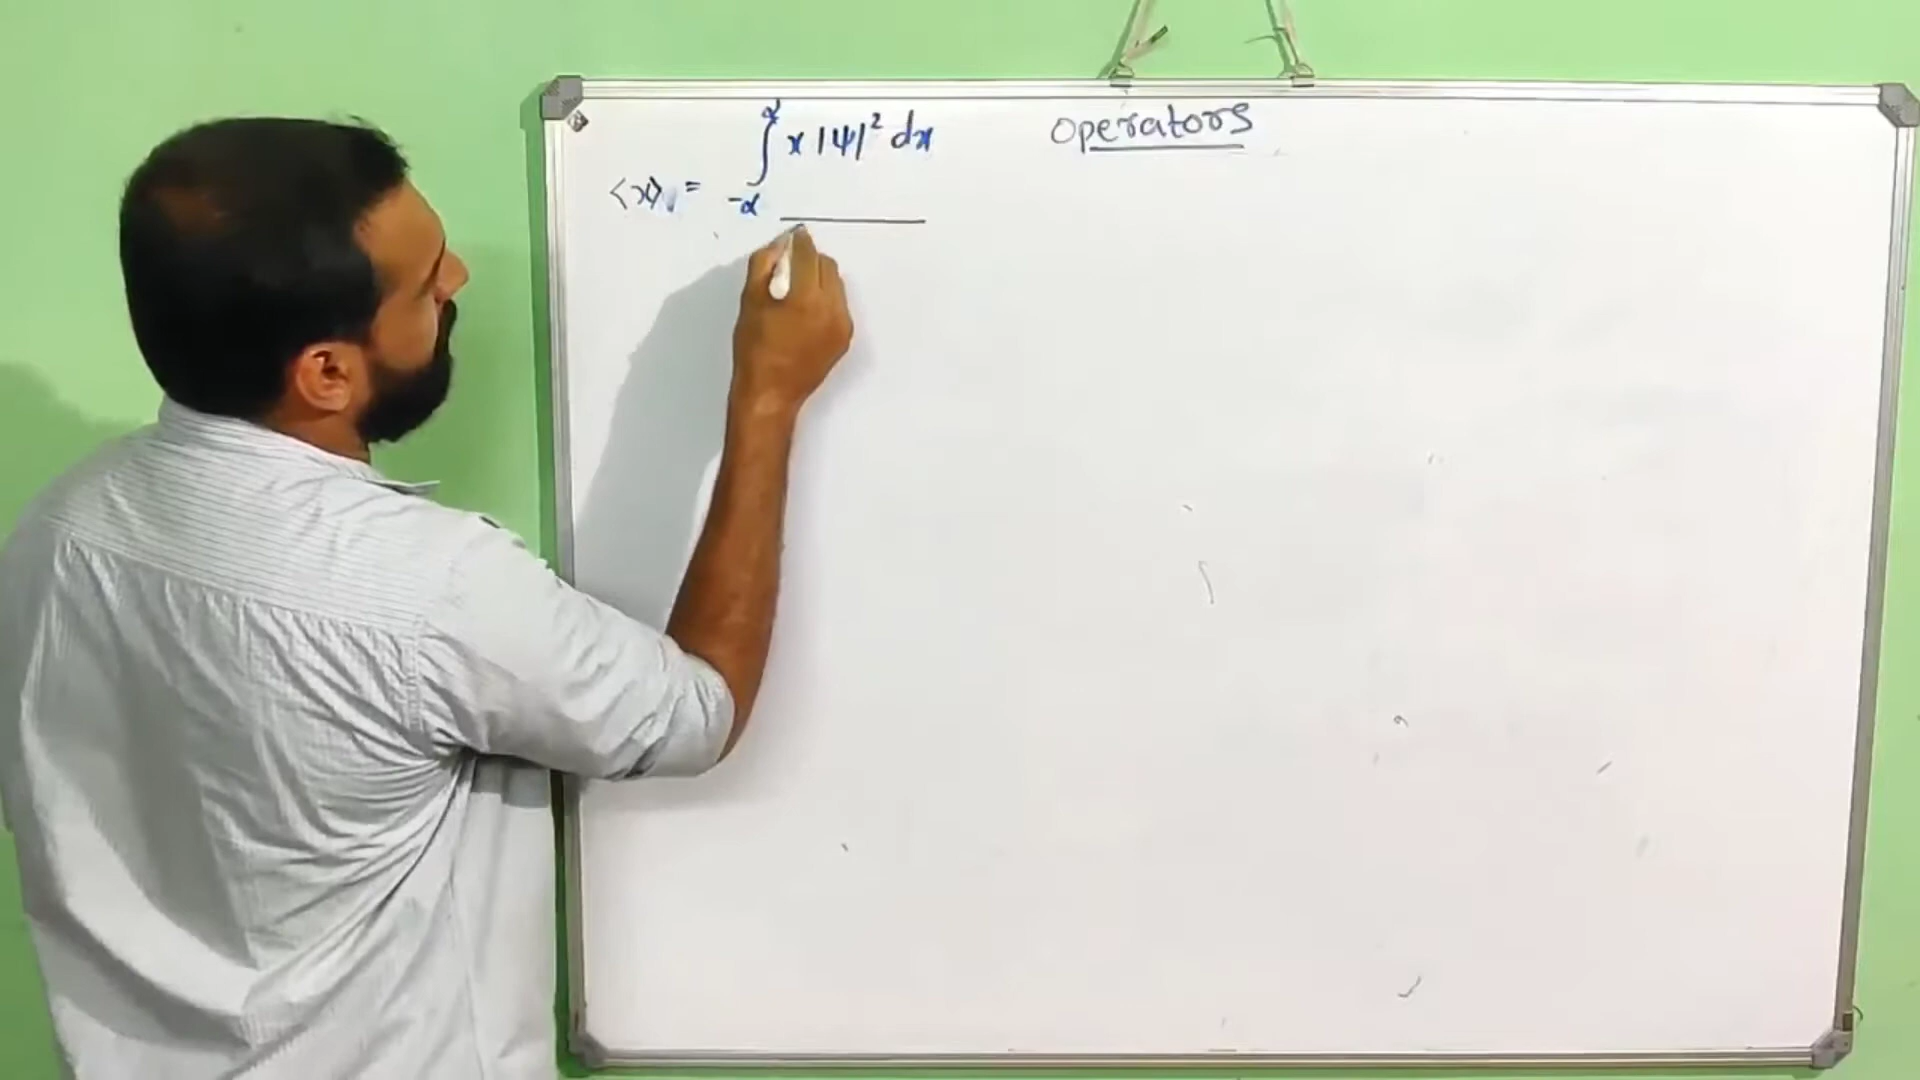 operators
∝
∫ x |ψ|² dx
⟨x⟩ = -∝